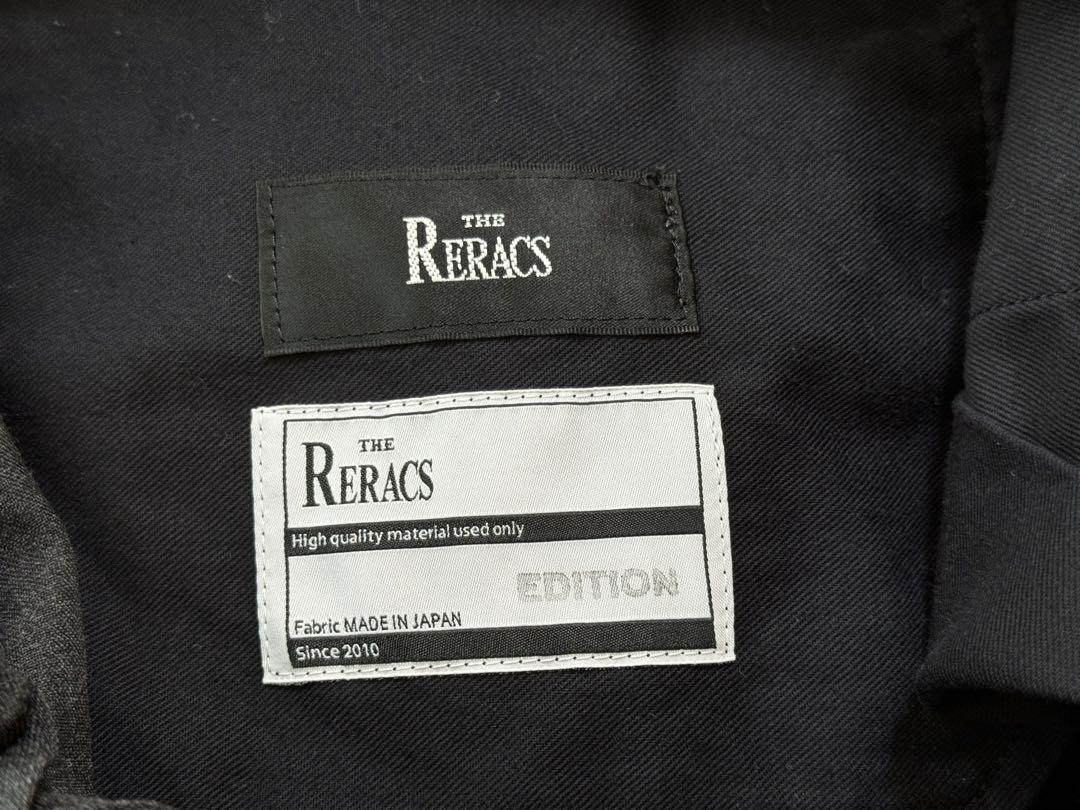 THE
RERACS
THE
RERACS
High quality material used only
EDITION
Fabric MADE IN JAPAN
Since 2010